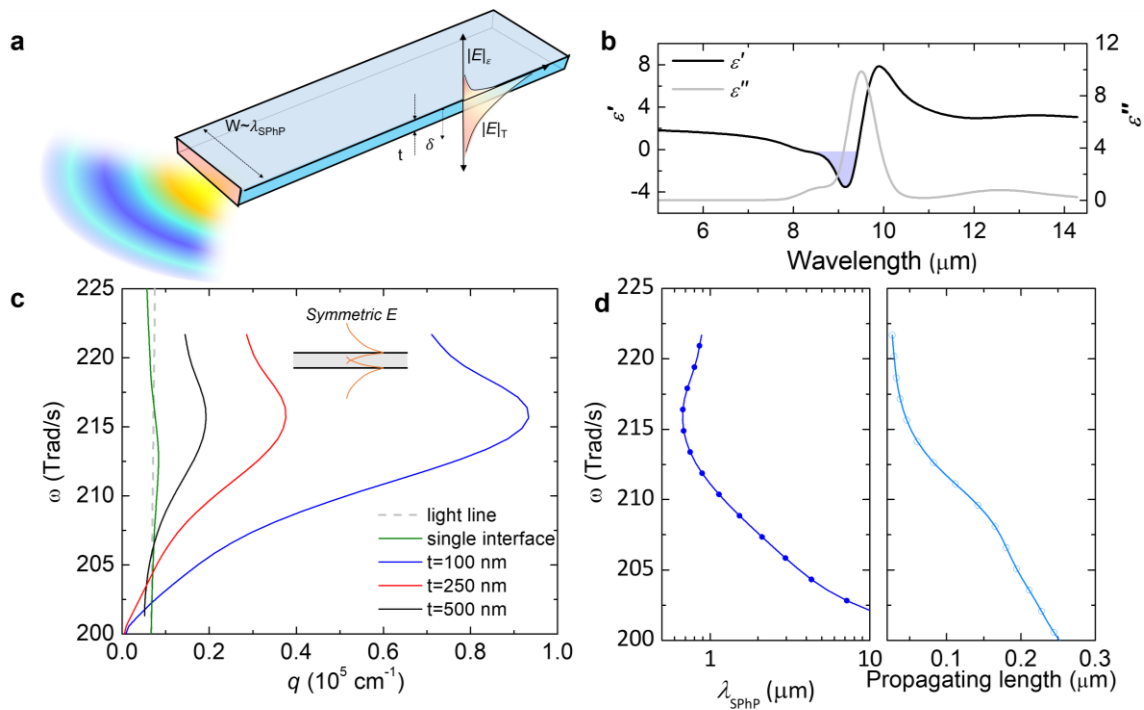 a
|E|ε
W~λSPhP
t
δ
|E|T
b
ε'
ε''
8
4
0
-4
ε'
12
8
4
0
ε''
6
8
10
12
14
Wavelength (μm)
c
Symmetric E
225
220
215
210
205
200
ω (Trad/s)
light line
single interface
t=100 nm
t=250 nm
t=500 nm
0.0
0.2
0.4
0.6
0.8
1.0
q (10⁵ cm⁻¹)
d
225
220
215
210
205
200
ω (Trad/s)
1
10
λSPhP (μm)
0.1
0.2
0.3
Propagating length (μm)